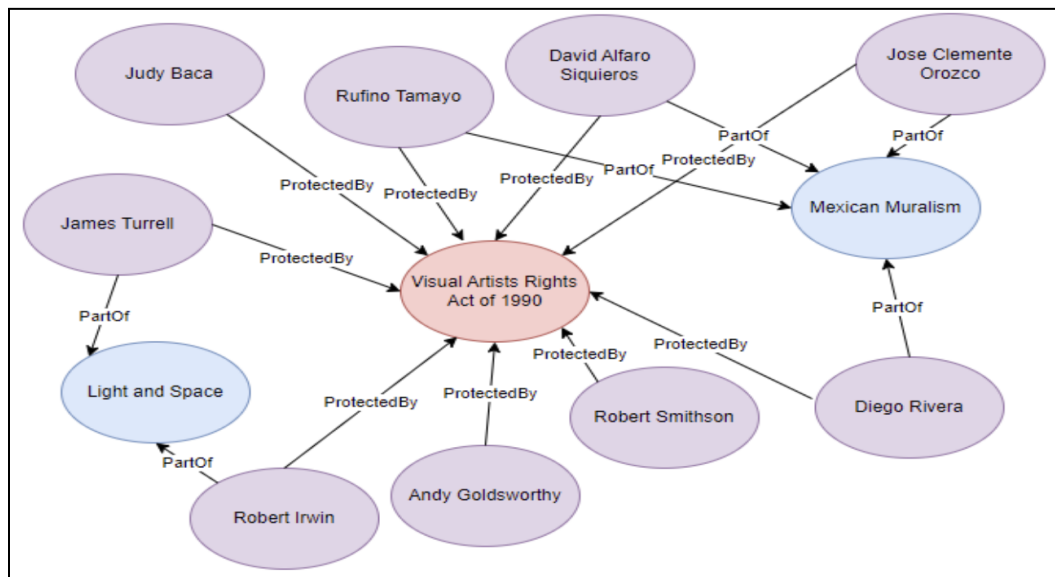 David Alfaro
Siquieros
Jose Clemente
Orozco
Judy Baca
Rufino Tamayo
PartOf
PartOf
ProtectedBy
PartOf
ProtectedBy
ProtectedBy
ProtectedBy
Mexican Muralism
James Turrell
ProtectedBy
Visual Artists Rights
Act of 1990
PartOf
PartOf
ProtectedBy
ProtectedBy
Light and Space
ProtectedBy
ProtectedBy
Robert Smithson
Diego Rivera
PartOf
Andy Goldsworthy
Robert Irwin